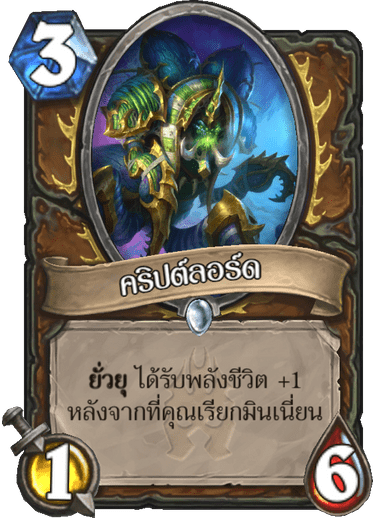 3
คริปต์ลอร์ด
ยั่วยุ ได้รับพลังชีวิต +1
หลังจากที่คุณเรียกมินเนี่ยน
1
6